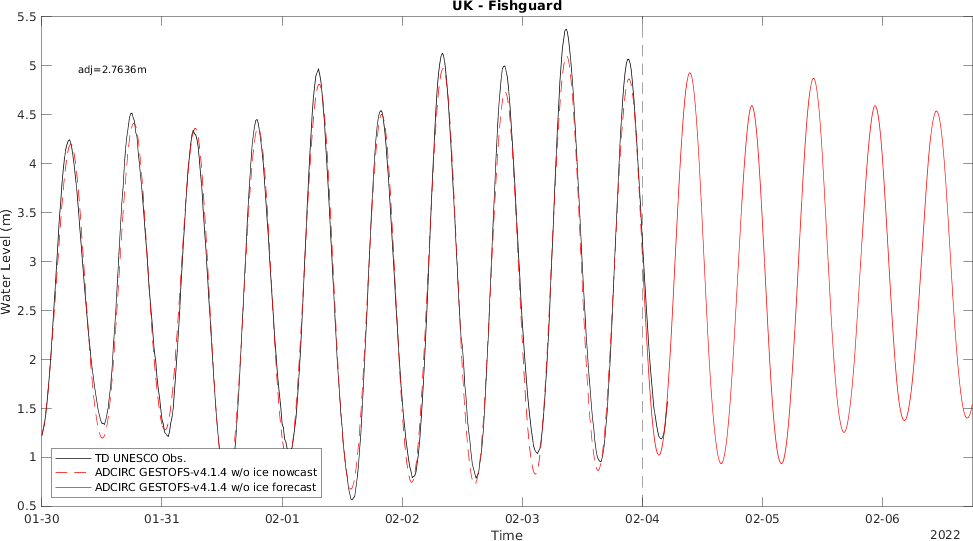 UK - Fishguard
5.5
5
4.5
4
3.5
3
2.5
2
1.5
1
0.5
Water Level (m)
adj=2.7636m
TD UNESCO Obs.
ADCIRC GESTOFS-v4.1.4 w/o ice nowcast
ADCIRC GESTOFS-v4.1.4 w/o ice forecast
01-30 01-31 02-01 02-02 02-03 02-04 02-05 02-06
Time
2022